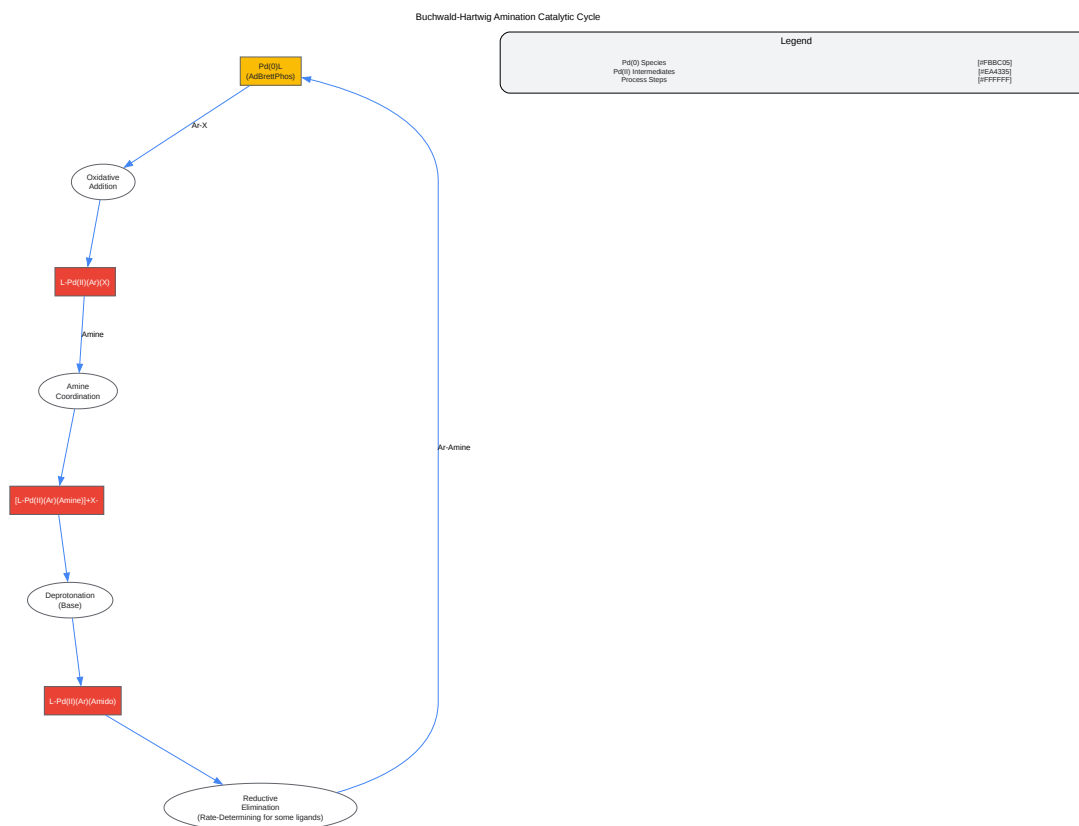 Buchwald-Hartwig Amination Catalytic Cycle
Legend
Pd(0) Species [#FBBC05]
Pd(II) Intermediates [#EA4335]
Process Steps [#FFFFFF]
Pd(0)L
(AdBrettPhos)
Ar-X
Oxidative
Addition
L-Pd(II)(Ar)(X)
Amine
Amine
Coordination
Ar-Amine
[L-Pd(II)(Ar)(Amine)]+X-
Deprotonation
(Base)
L-Pd(II)(Ar)(Amido)
Reductive
Elimination
(Rate-Determining for some ligands)